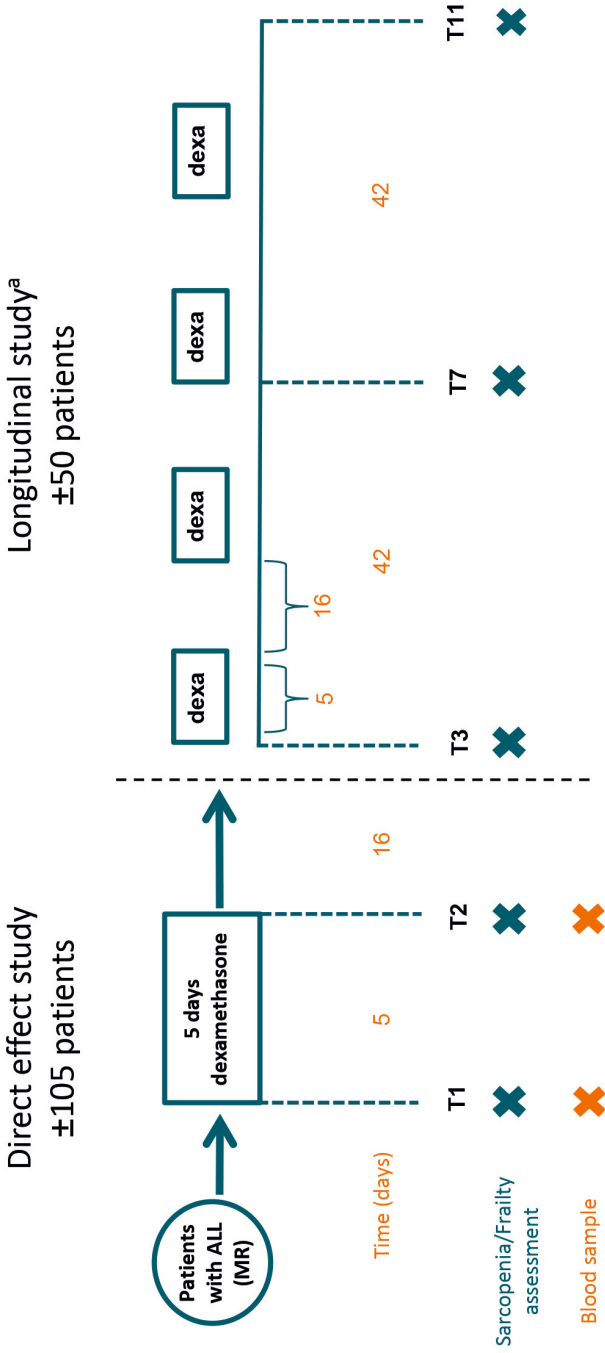 Direct effect study
±105 patients
Longitudinal studyᵃ
±50 patients
Patients
with ALL
(MR)
5 days
dexamethasone
dexa
dexa
dexa
dexa
5
16
Time (days)
5
16
42
42
T1
T2
T3
T7
T11
Sarcopenia/Frailty
assessment
Blood sample